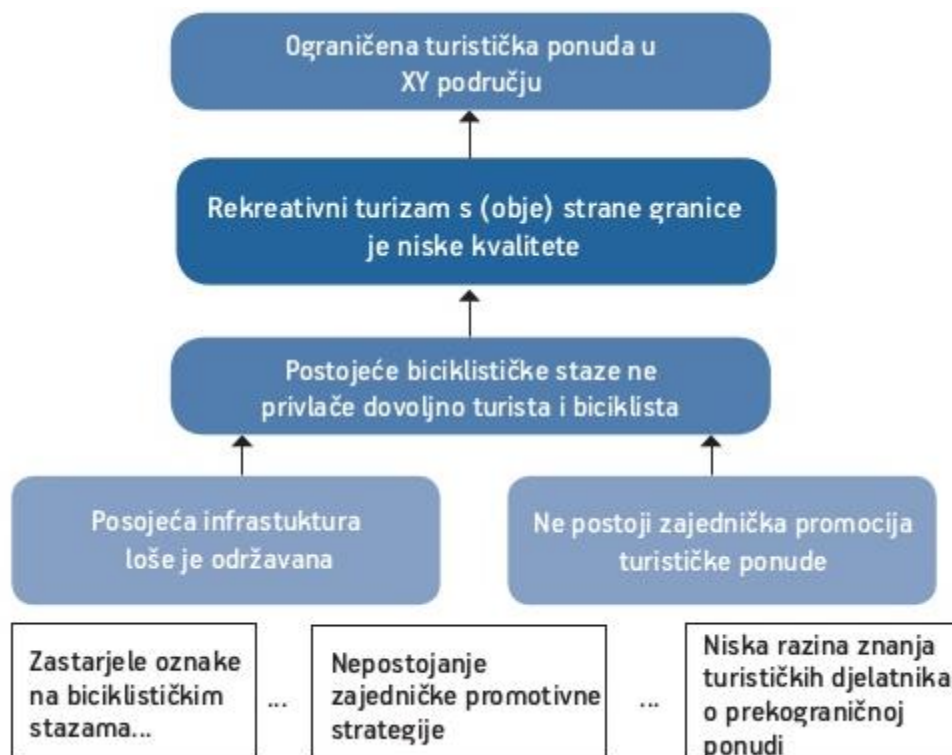 Ograničena turistička ponuda u
XY području
Rekreativni turizam s (obje) strane granice
je niske kvalitete
Postojeće biciklističke staze ne
privlače dovoljno turista i biciklista
Posojeća infrastuktura
loše je održavana
Ne postoji zajednička promocija
turističke ponude
Zastarjele oznake
na biciklističkim
stazama...
...
Nepostojanje
zajedničke promotivne
strategije
...
Niska razina znanja
turističkih djelatnika
o prekograničnoj
ponudi